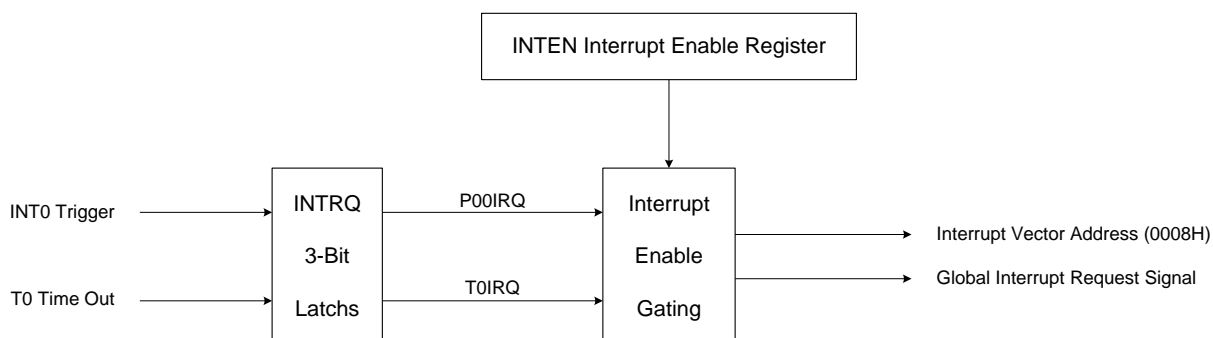 INTEN Interrupt Enable Register
INT0 Trigger
T0 Time Out
INTRQ
3-Bit
Latchs
P00IRQ
T0IRQ
Interrupt
Enable
Gating
Interrupt Vector Address (0008H)
Global Interrupt Request Signal